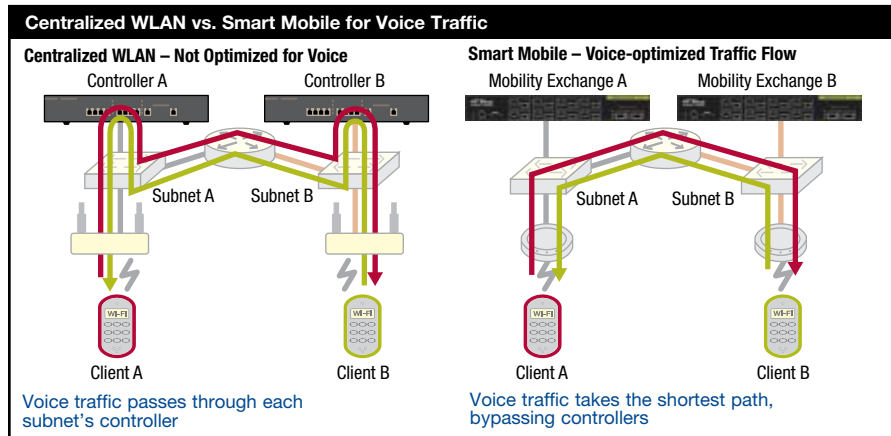 Centralized WLAN vs. Smart Mobile for Voice Traffic
Centralized WLAN – Not Optimized for Voice
Controller A
Controller B
Subnet A
Subnet B
WI-FI
WI-FI
Client A
Client B
Voice traffic passes through each
subnet's controller
Smart Mobile – Voice-optimized Traffic Flow
Mobility Exchange A
Mobility Exchange B
Subnet A
Subnet B
WI-FI
WI-FI
Client A
Client B
Voice traffic takes the shortest path,
bypassing controllers